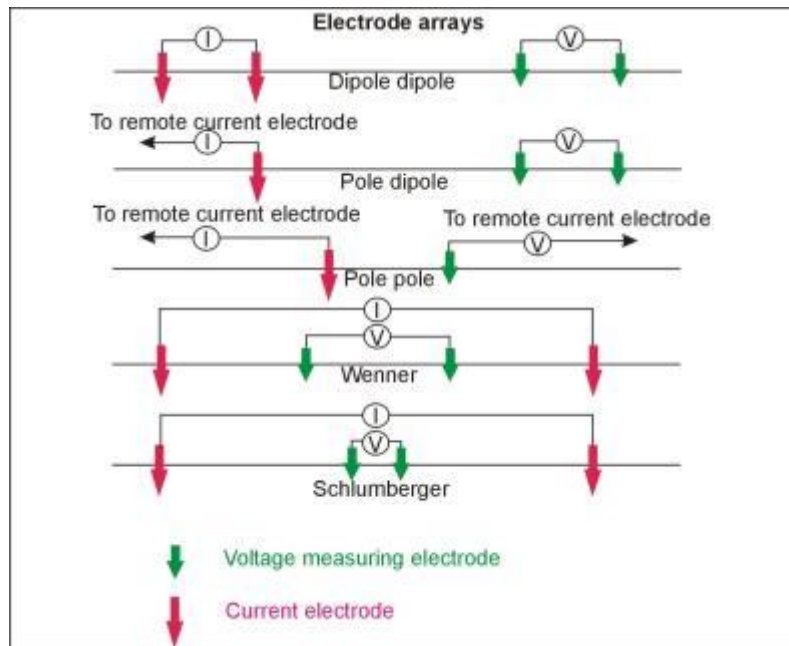 Electrode arrays
I
V
Dipole dipole
To remote current electrode
I
V
Pole dipole
To remote current electrode
To remote current electrode
I
V
Pole pole
I
V
Wenner
I
V
Schlumberger
Voltage measuring electrode
Current electrode